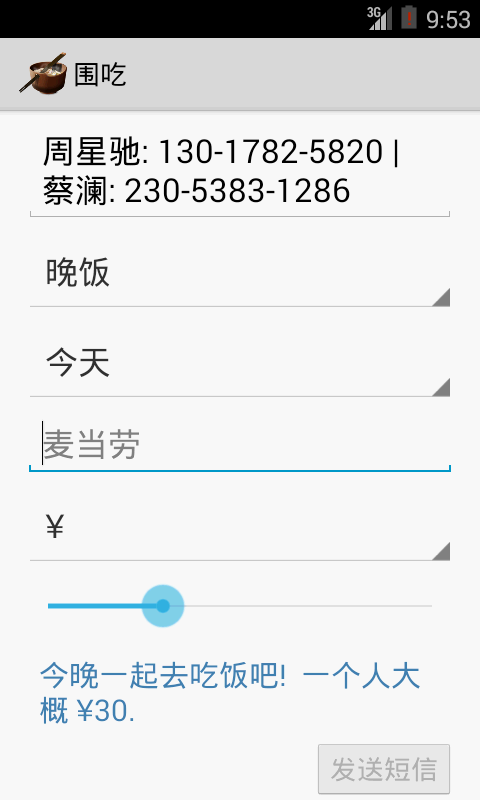 3G 9:53
围吃
周星驰: 130-1782-5820 |
蔡澜: 230-5383-1286
晚饭
今天
麦当劳
¥
今晚一起去吃饭吧! 一个人大
概 ¥30.
发送短信